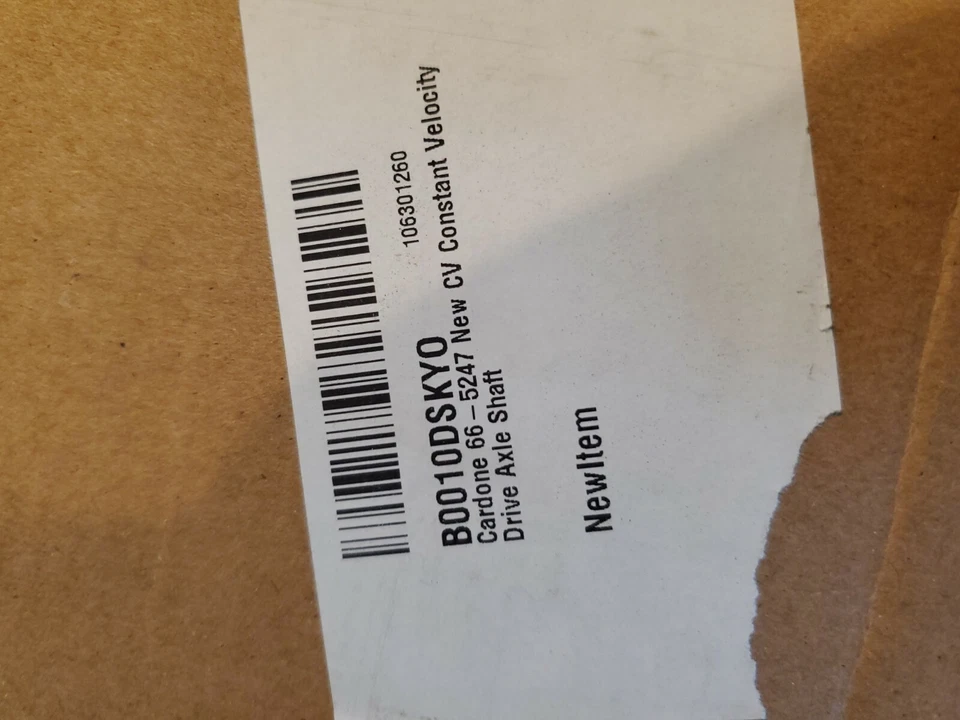 106301260
B0010DSKYO
Cardone 66-5247 New CV Constant Velocity
Drive Axle Shaft
NewItem